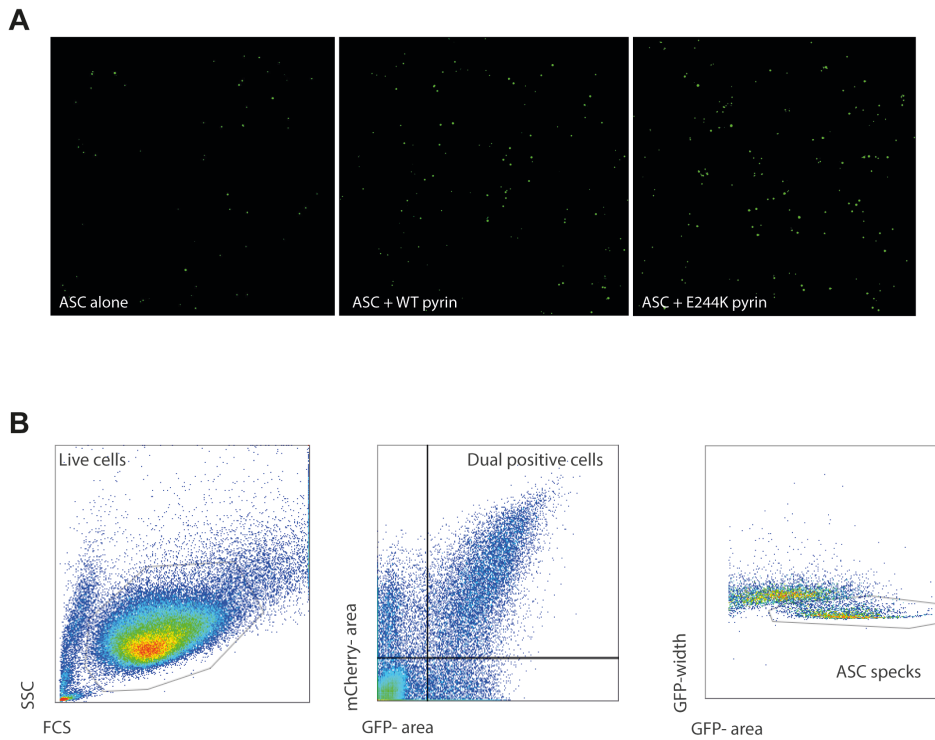 A
ASC alone
ASC + WT pyrin
ASC + E244K pyrin
B
Live cells
SSC
FCS
Dual positive cells
mCherry- area
GFP- area
GFP-width
ASC specks
GFP- area